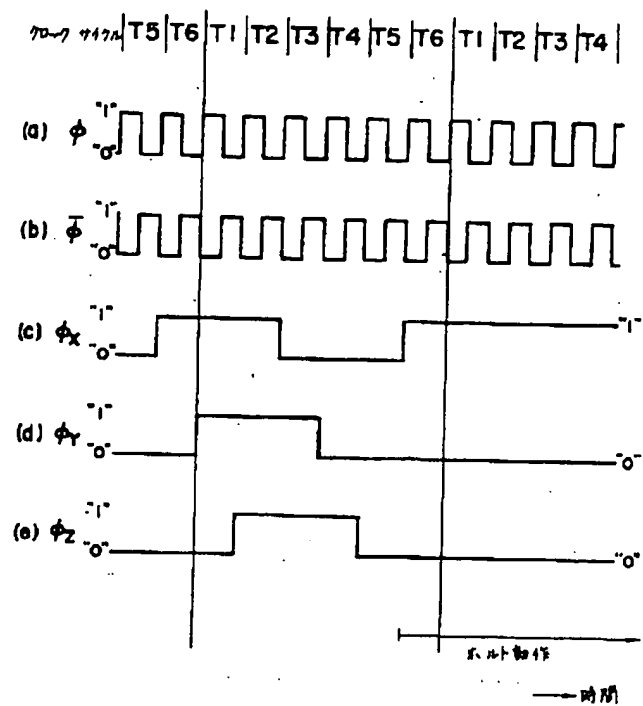 クロック サイクル T5 T6 T1 T2 T3 T4 T5 T6 T1 T2 T3 T4
(a) φ "1" "0"
(b) φ̅ "1" "0"
(c) φX "1" "0" "1"
(d) φY "1" "0" "0"
(e) φZ "1" "0" "0"
ホルト動作
時間